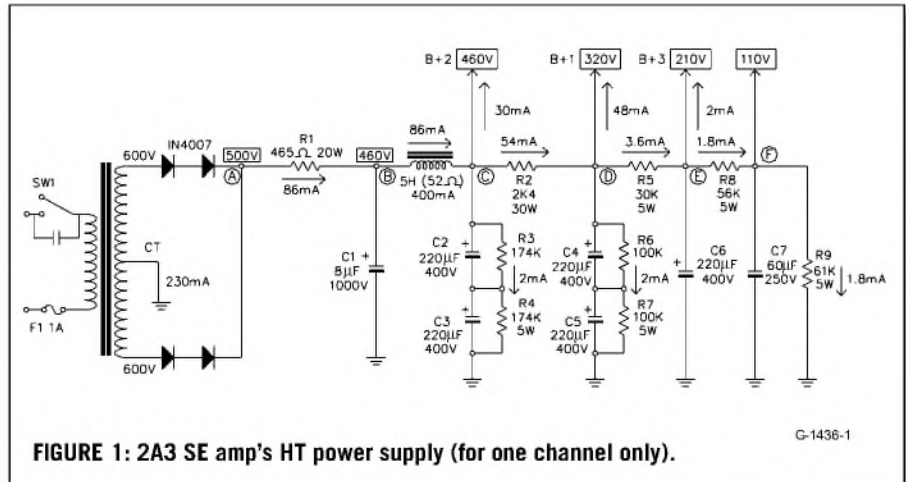 B+2 460V
B+1 320V
B+3 210V
110V
30mA
48mA
2mA
86mA
54mA
3.6mA
1.8mA
600V
IN4007
500V
R1
465Ω 20W
460V
A
B
C
D
E
F
86mA
5H (52Ω)
400mA
R2
2K4
30W
R5
30K
5W
R8
56K
5W
SW1
CT
230mA
F1 1A
600V
C1 +
8µF
1000V
C2 +
220µF
400V
R3
174K
2mA
C3 +
220µF
400V
R4
174K
5W
C4 +
220µF
400V
R6
100K
2mA
C5 +
220µF
400V
R7
100K
5W
+ C6
220µF
400V
C7
60µF
250V
R9
61K
5W
1.8mA
G-1436-1
FIGURE 1: 2A3 SE amp's HT power supply (for one channel only).